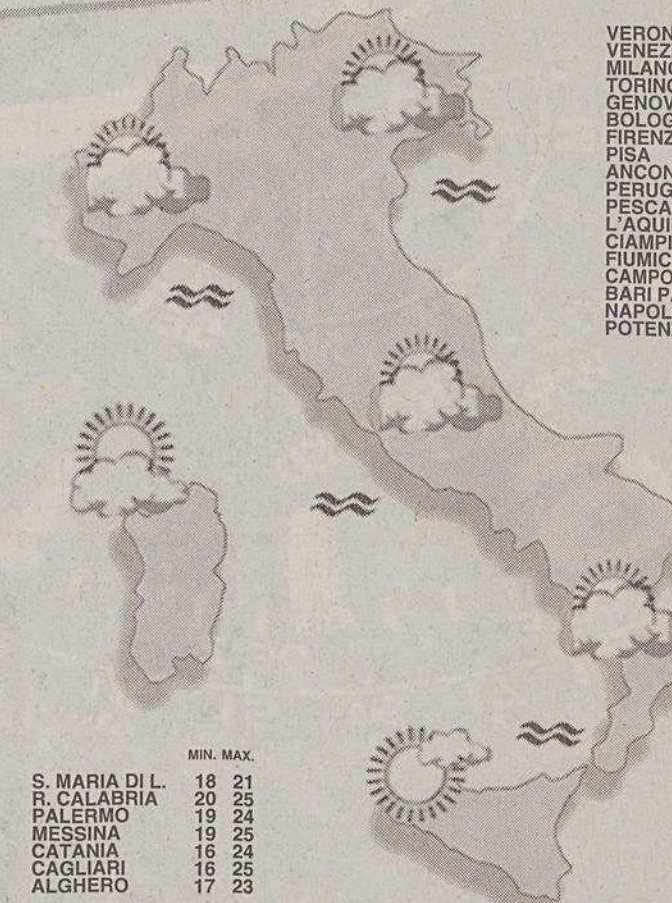 VERON
VENEZ
MILANO
TORINO
GENOV
BOLOG
FIRENZ
PISA
ANCON
PERUG
PESCA
L'AQUI
CIAMPI
FIUMIC
CAMPO
BARI P
NAPOL
POTEN
MIN. MAX.
S. MARIA DI L. 18 21
R. CALABRIA 20 25
PALERMO 19 24
MESSINA 19 25
CATANIA 16 24
CAGLIARI 16 25
ALGHERO 17 23